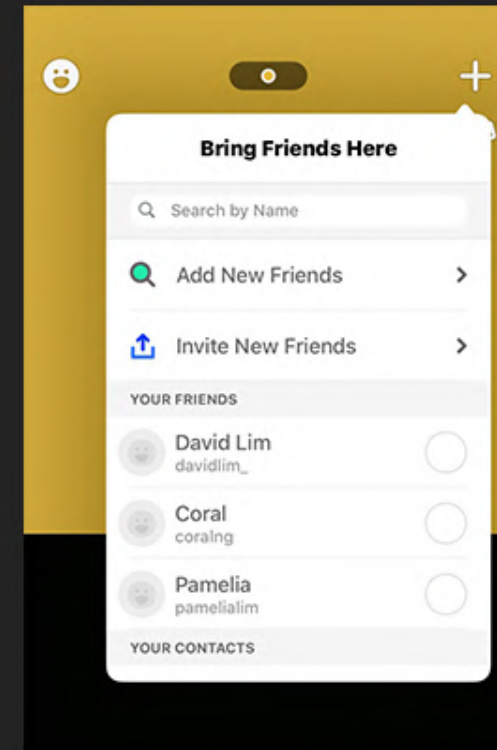 Bring Friends Here
Search by Name
Add New Friends
Invite New Friends
YOUR FRIENDS
David Lim
davidlim_
Coral
coralng
Pamelia
pamelialim
YOUR CONTACTS